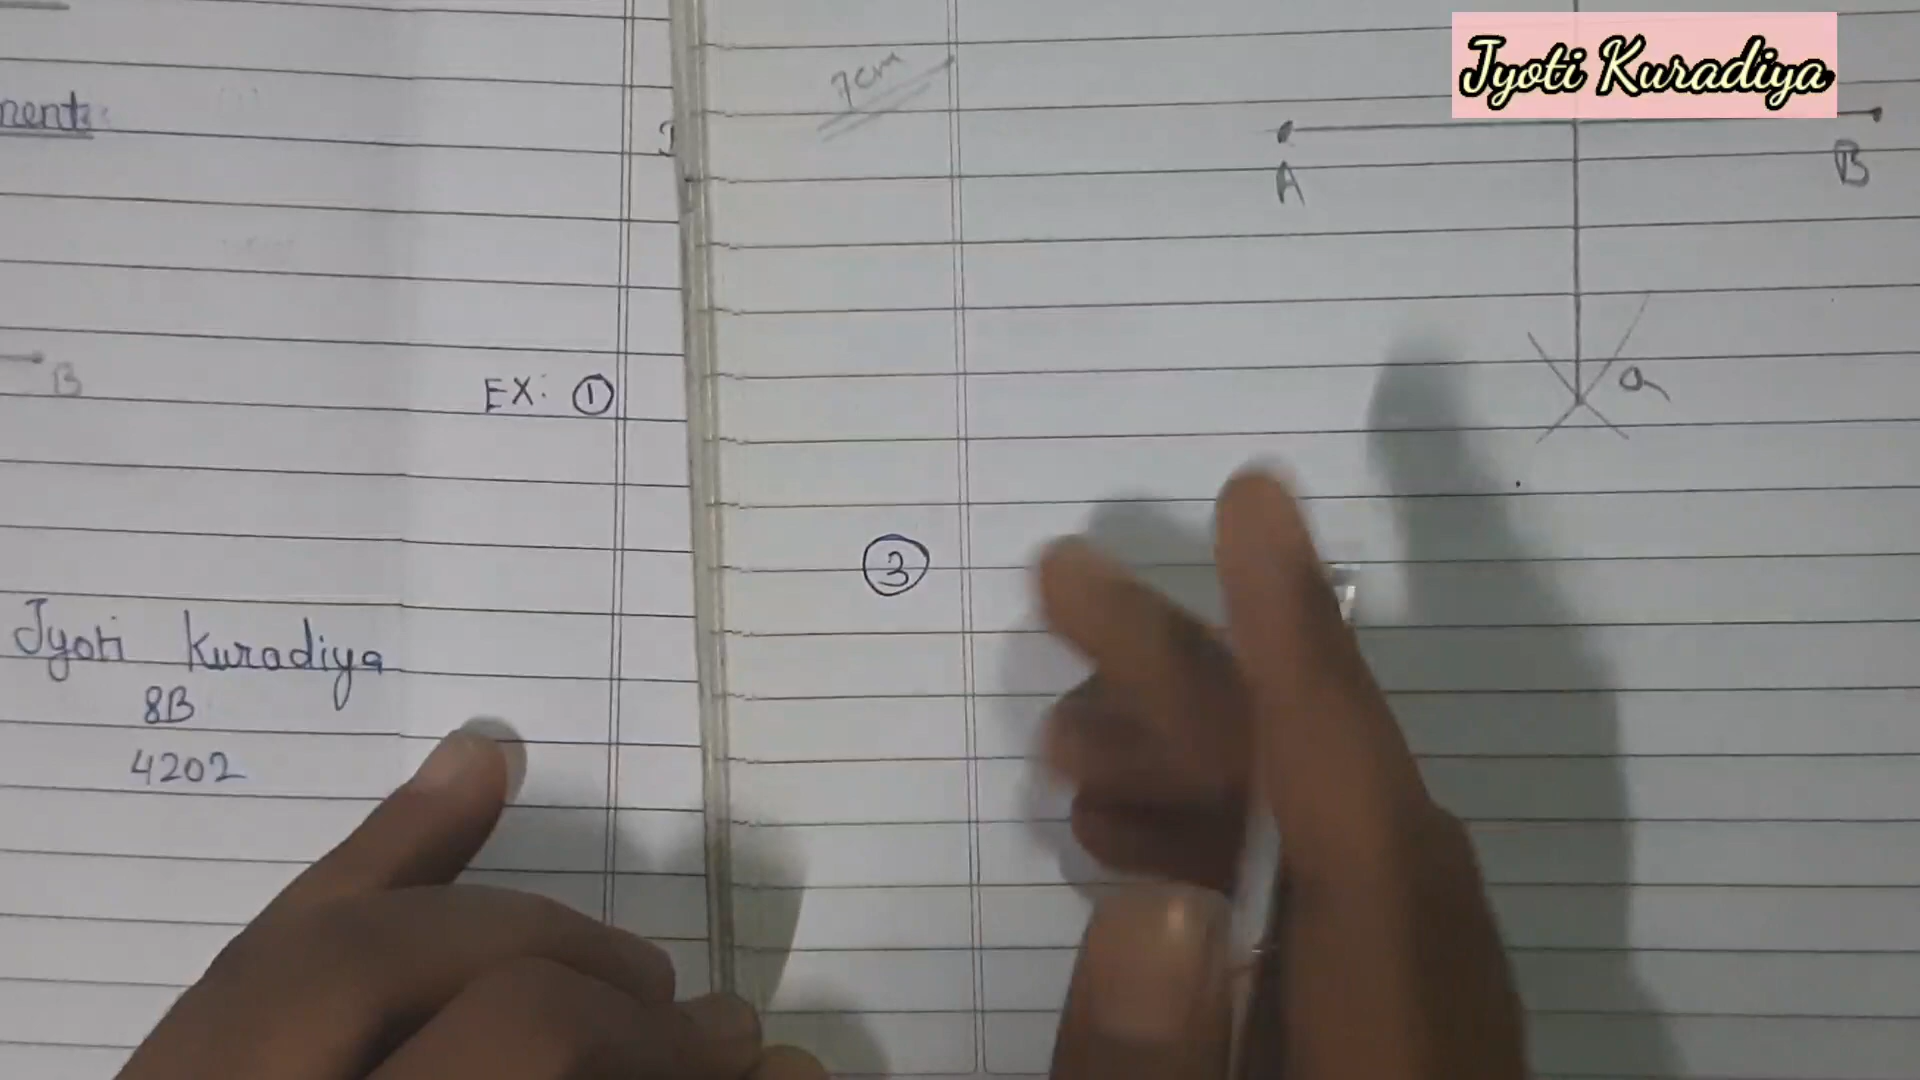 Jyoti Kuradiya
7cm
A
B
Q
B
EX: ①
③
Jyoti Kuradiya
8B
4202